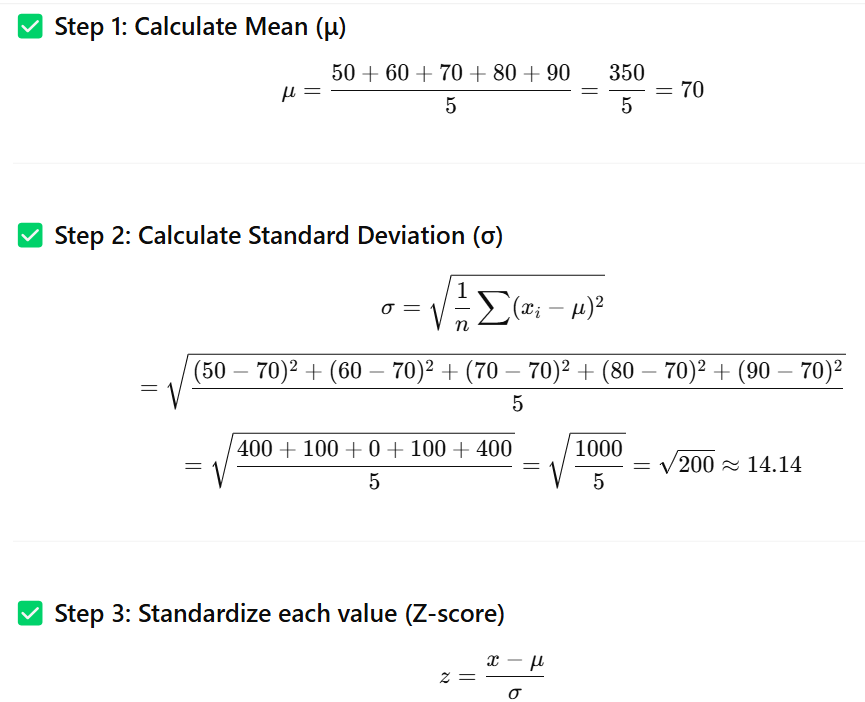 ✅ Step 1: Calculate Mean (μ)
μ = (50 + 60 + 70 + 80 + 90)/5 = 350/5 = 70
✅ Step 2: Calculate Standard Deviation (σ)
σ = √(1/n ∑(xᵢ − μ)²)
= √(((50 − 70)² + (60 − 70)² + (70 − 70)² + (80 − 70)² + (90 − 70)²)/5)
= √((400 + 100 + 0 + 100 + 400)/5) = √(1000/5) = √200 ≈ 14.14
✅ Step 3: Standardize each value (Z-score)
z = (x − μ)/σ